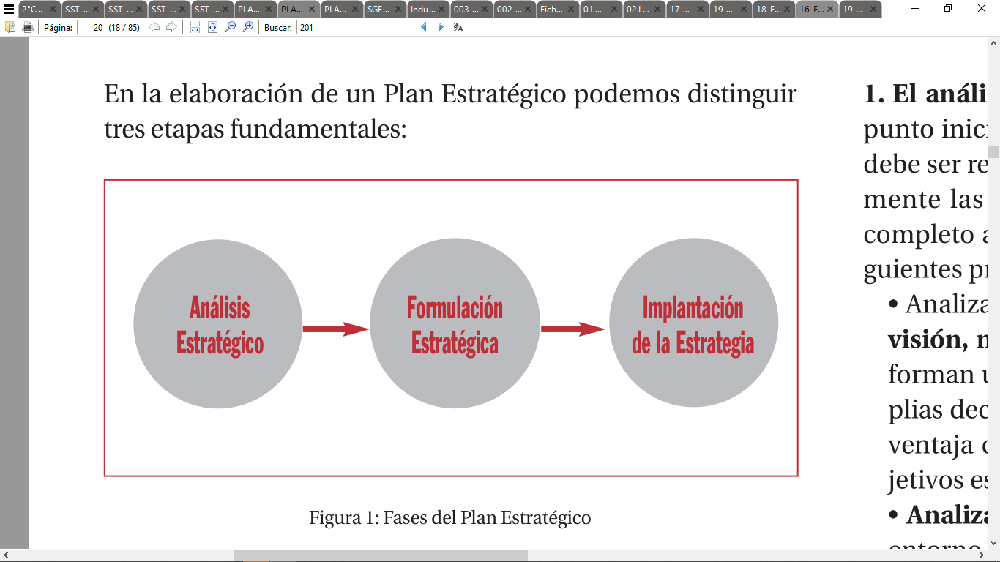 2°C...
SST-...
SST-...
SST-...
SST-...
PLA...
PLA...
PLA...
SGE...
Indu...
003-...
002-...
Fich...
01....
02.L...
17-...
19-...
18-E...
16-E...
19-...
Página: 20 (18 / 85) Buscar: 201
En la elaboración de un Plan Estratégico podemos distinguir
tres etapas fundamentales:
Análisis
Estratégico
Formulación
Estratégica
Implantación
de la Estrategia
Figura 1: Fases del Plan Estratégico
1. El análi
punto inic
debe ser re
mente las
completo a
guientes pr
• Analiza
visión, m
forman u
plias dec
ventaja c
jetivos es
• Analiza
entorno